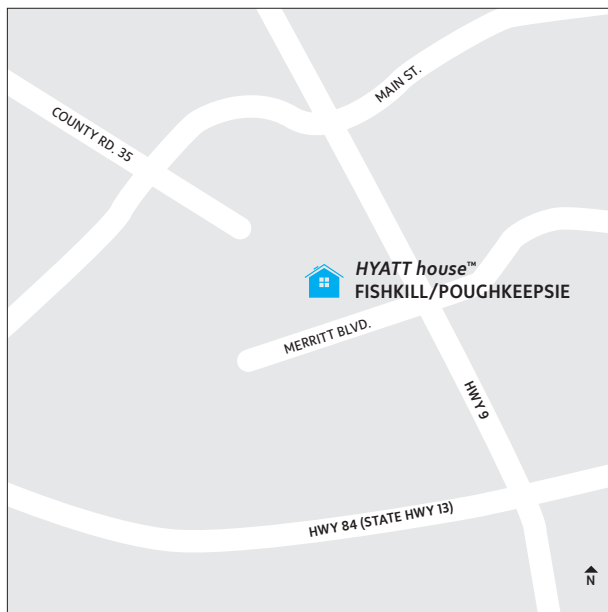 MAIN ST.
COUNTY RD. 35
HYATT house™
FISHKILL/POUGHKEEPSIE
MERRITT BLVD.
HWY 9
HWY 84 (STATE HWY 13)
N